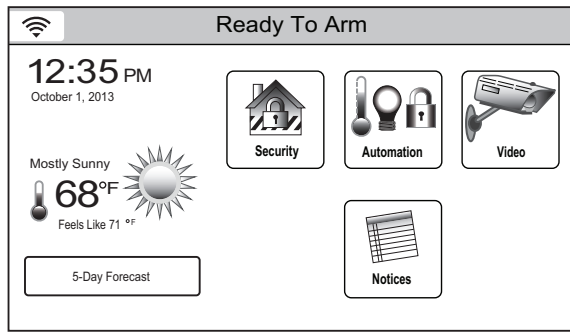 Ready To Arm
12:35 PM
October 1, 2013
Mostly Sunny
68°F
Feels Like 71 °F
5-Day Forecast
Security
Automation
Video
Notices